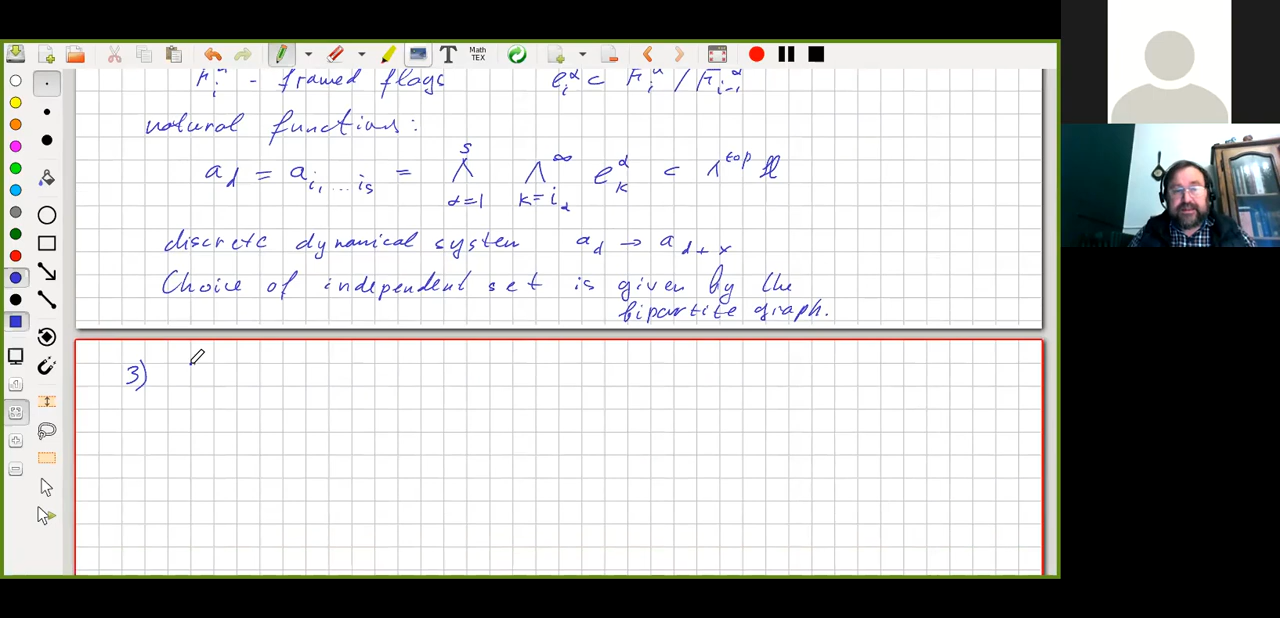 F_i^α - framed flags e_i^α ⊂ F_i^α / F_{i-1}^α
natural functions:
a_d = a_{i_1 ... i_s} = ⋀_{α=1}^{s} ⋀_{k=i_α}^{∞} e_k^α ⊂ Λ^{top}
discrete dynamical system a_d → a_{d+x}
Choice of independent set is given by the
bipartite graph.
3)
T
Math
TEX